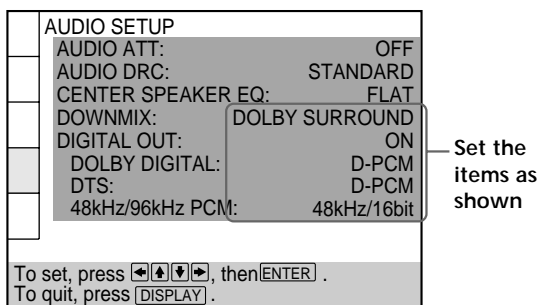 AUDIO SETUP
AUDIO ATT: OFF
AUDIO DRC: STANDARD
CENTER SPEAKER EQ: FLAT
DOWNMIX: DOLBY SURROUND
DIGITAL OUT: ON
DOLBY DIGITAL: D-PCM
DTS: D-PCM
48kHz/96kHz PCM: 48kHz/16bit
To set, press ←↑↓→, then ENTER .
To quit, press DISPLAY .
Set the
items as
shown